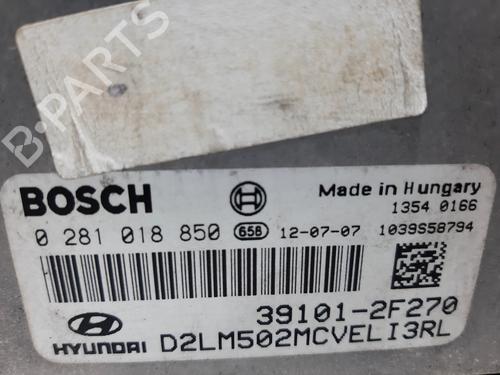 B-PARTS
BOSCH
Made in Hungary
1354 0166
0 281 018 850 656 12-07-07 1039S58794
39101-2F270
HYUNDAI D2LM502MCVELI3RL